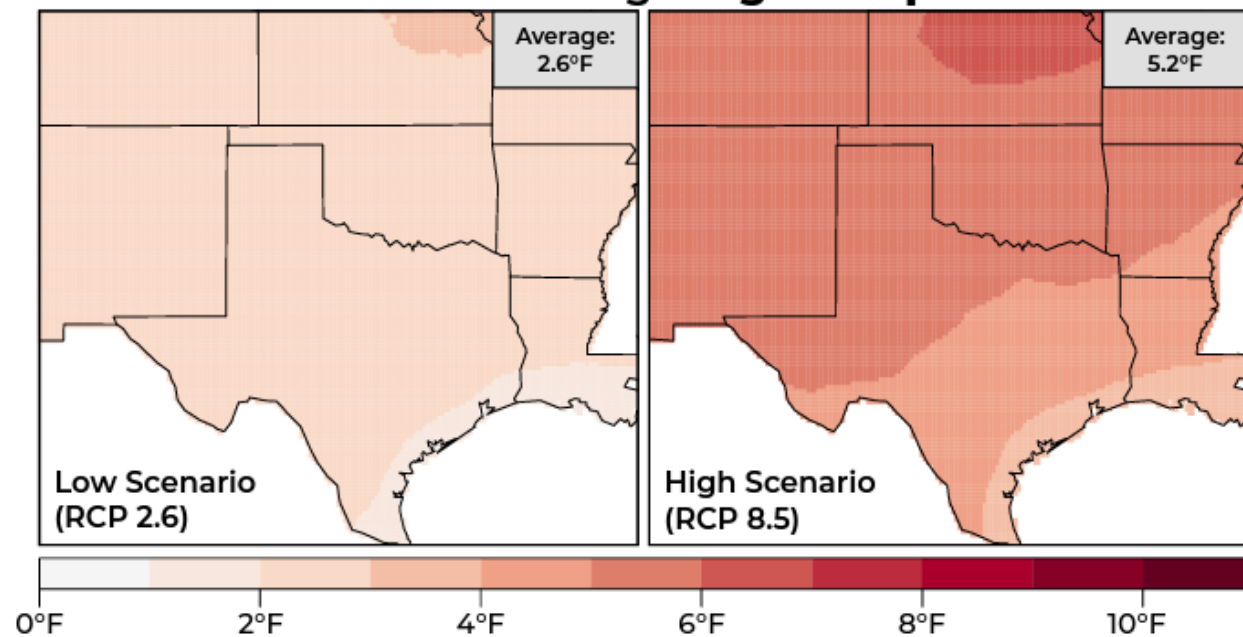 Average:
2.6°F
Average:
5.2°F
Low Scenario
(RCP 2.6)
High Scenario
(RCP 8.5)
0°F 2°F 4°F 6°F 8°F 10°F